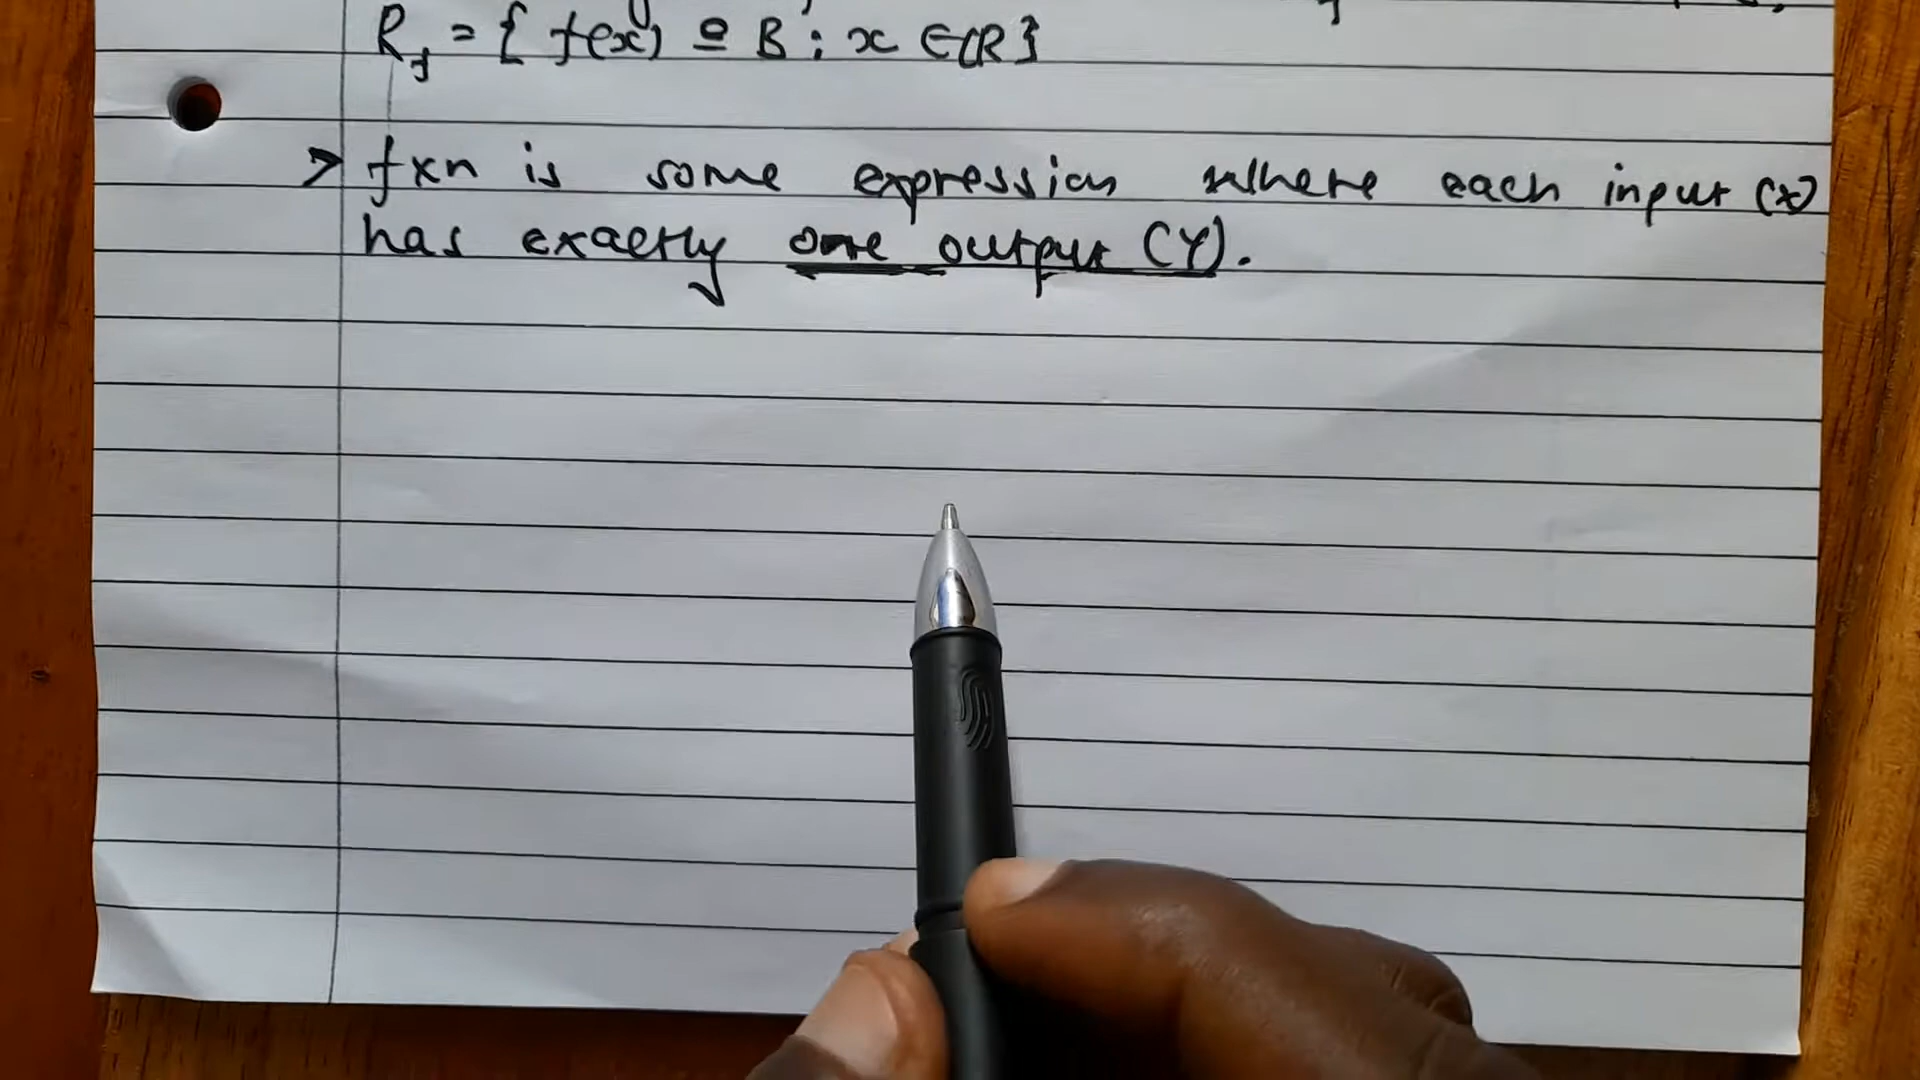 R_f = { f(x) ⊆ B : x ∈ ℝ }
> fxn is some expression where each input (x)
has exactly one output (Y).